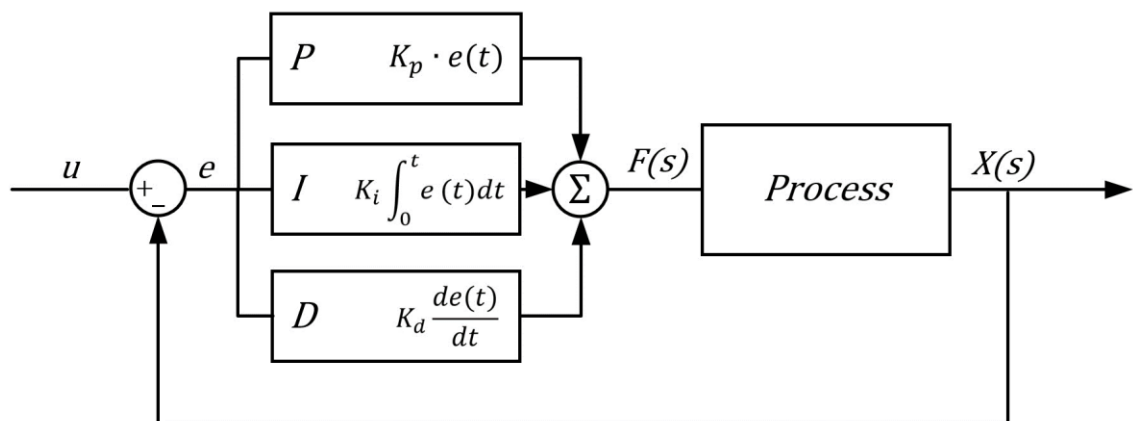 P K_p · e(t)
u
+
−
e
I K_i ∫_0^t e (t)dt
Σ
F(s)
Process
X(s)
D K_d de(t)/dt